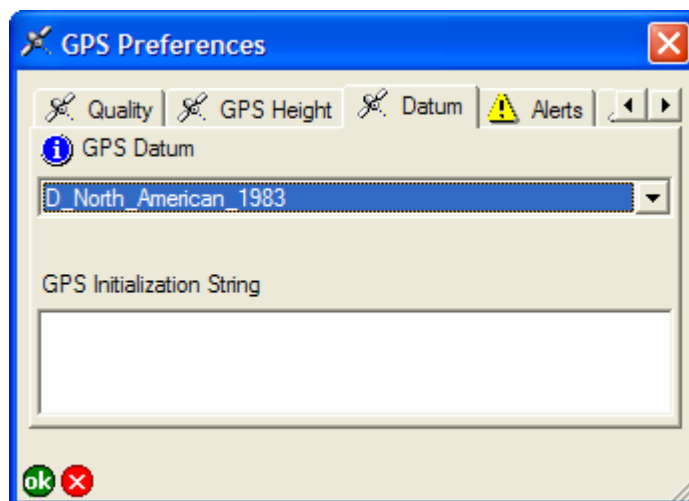 GPS Preferences
Quality GPS Height Datum Alerts
GPS Datum
D_North_American_1983
GPS Initialization String
ok